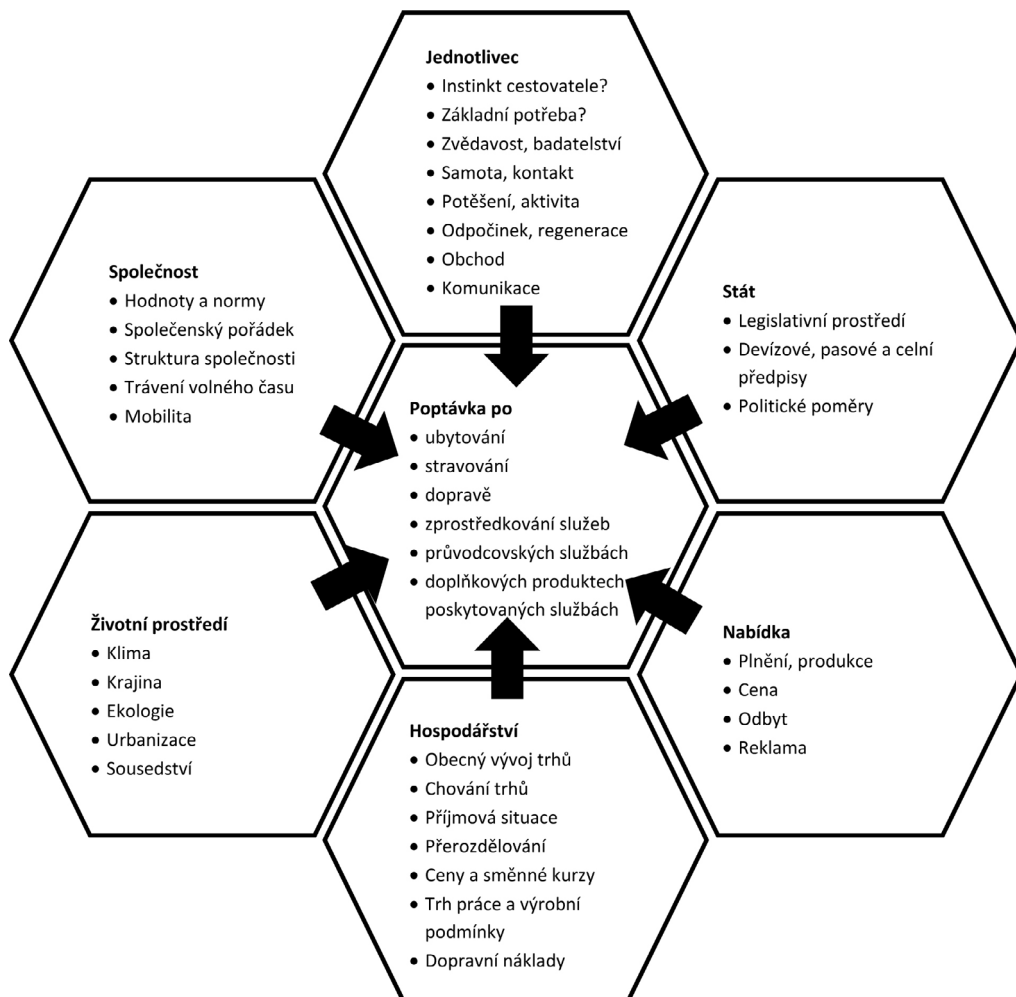 Jednotlivec
• Instinkt cestovatele?
• Základní potřeba?
• Zvědavost, badatelství
• Samota, kontakt
• Potěšení, aktivita
• Odpočinek, regenerace
• Obchod
• Komunikace
Společnost
• Hodnoty a normy
• Společenský pořádek
• Struktura společnosti
• Trávení volného času
• Mobilita
Stát
• Legislativní prostředí
• Devízové, pasové a celní
předpisy
• Politické poměry
Poptávka po
• ubytování
• stravování
• dopravě
• zprostředkování služeb
• průvodcovských službách
• doplňkových produktech
poskytovaných službách
Životní prostředí
• Klima
• Krajina
• Ekologie
• Urbanizace
• Sousedství
Nabídka
• Plnění, produkce
• Cena
• Odbyt
• Reklama
Hospodářství
• Obecný vývoj trhů
• Chování trhů
• Příjmová situace
• Přerozdělování
• Ceny a směnné kurzy
• Trh práce a výrobní
podmínky
• Dopravní náklady